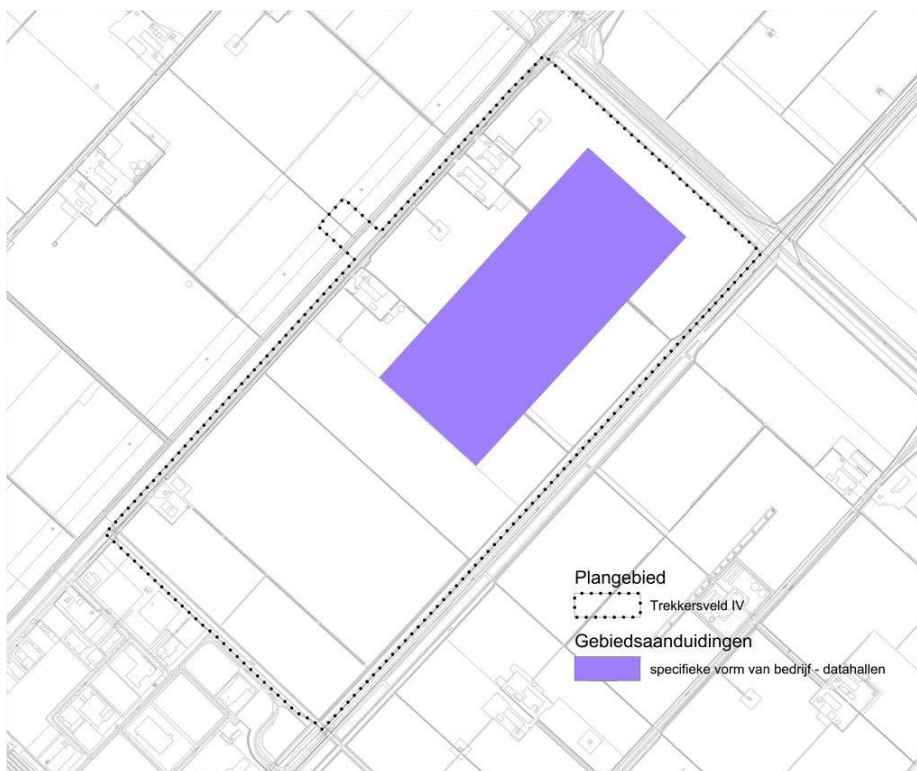 Plangebied
Trekkersveld IV
Gebiedsaanduidingen
specifieke vorm van bedrijf - datahallen